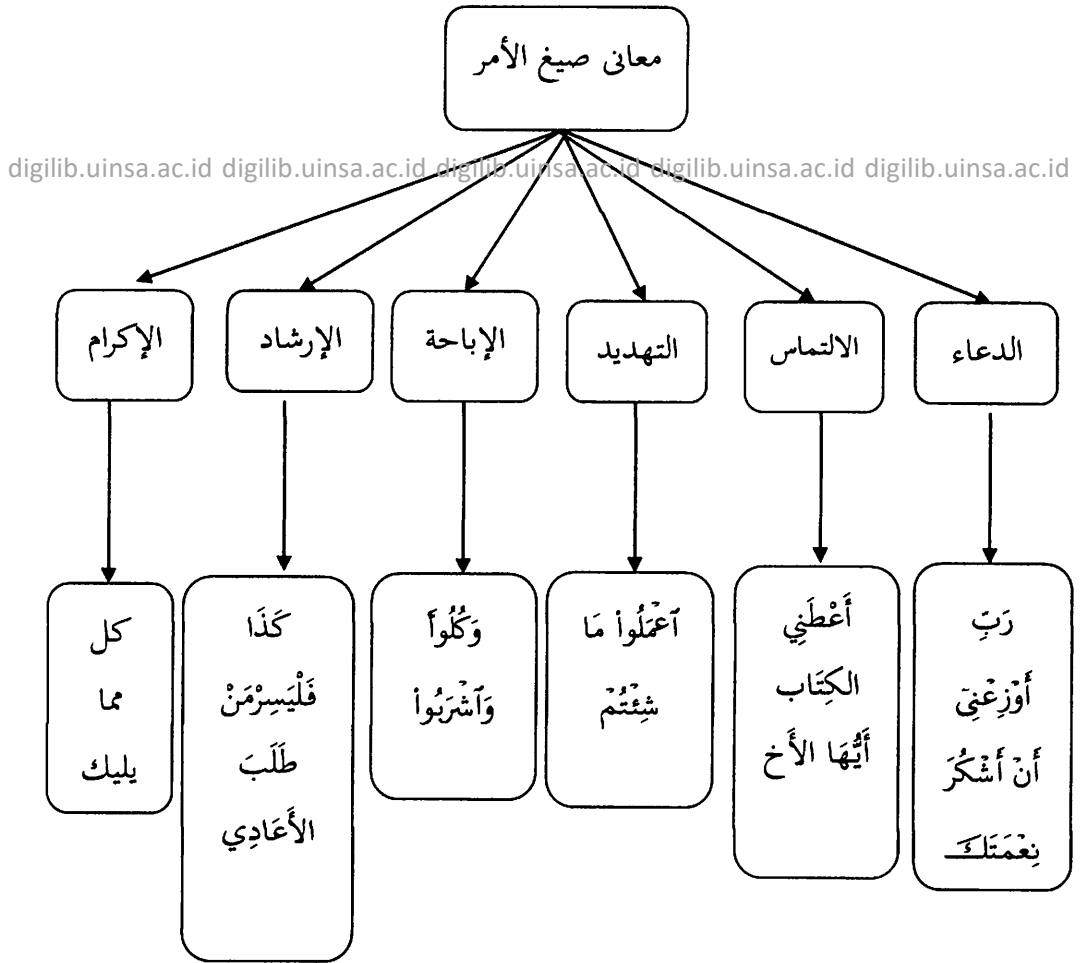 معانى صيغ الأمر
digilib.uinsa.ac.id digilib.uinsa.ac.id digilib.uinsa.ac.id digilib.uinsa.ac.id digilib.uinsa.ac.id
الدعاء
الالتماس
التهديد
الإباحة
الإرشاد
الإكرام
رَبِّ
أَوْزِعْنِىٓ
أَنْ أَشْكُرَ
نِعْمَتَكَ
أَعْطَنِي
الكِتَاب
أَيُّهَا الأَخ
ٱعْمَلُوا۟ مَا
شِئْتُمْ
وَكُلُوا۟
وَٱشْرَبُوا۟
كَذَا
فَلْيَسِرْمَنْ
طَلَبَ
الأَعَادِي
كل
مما
يليك